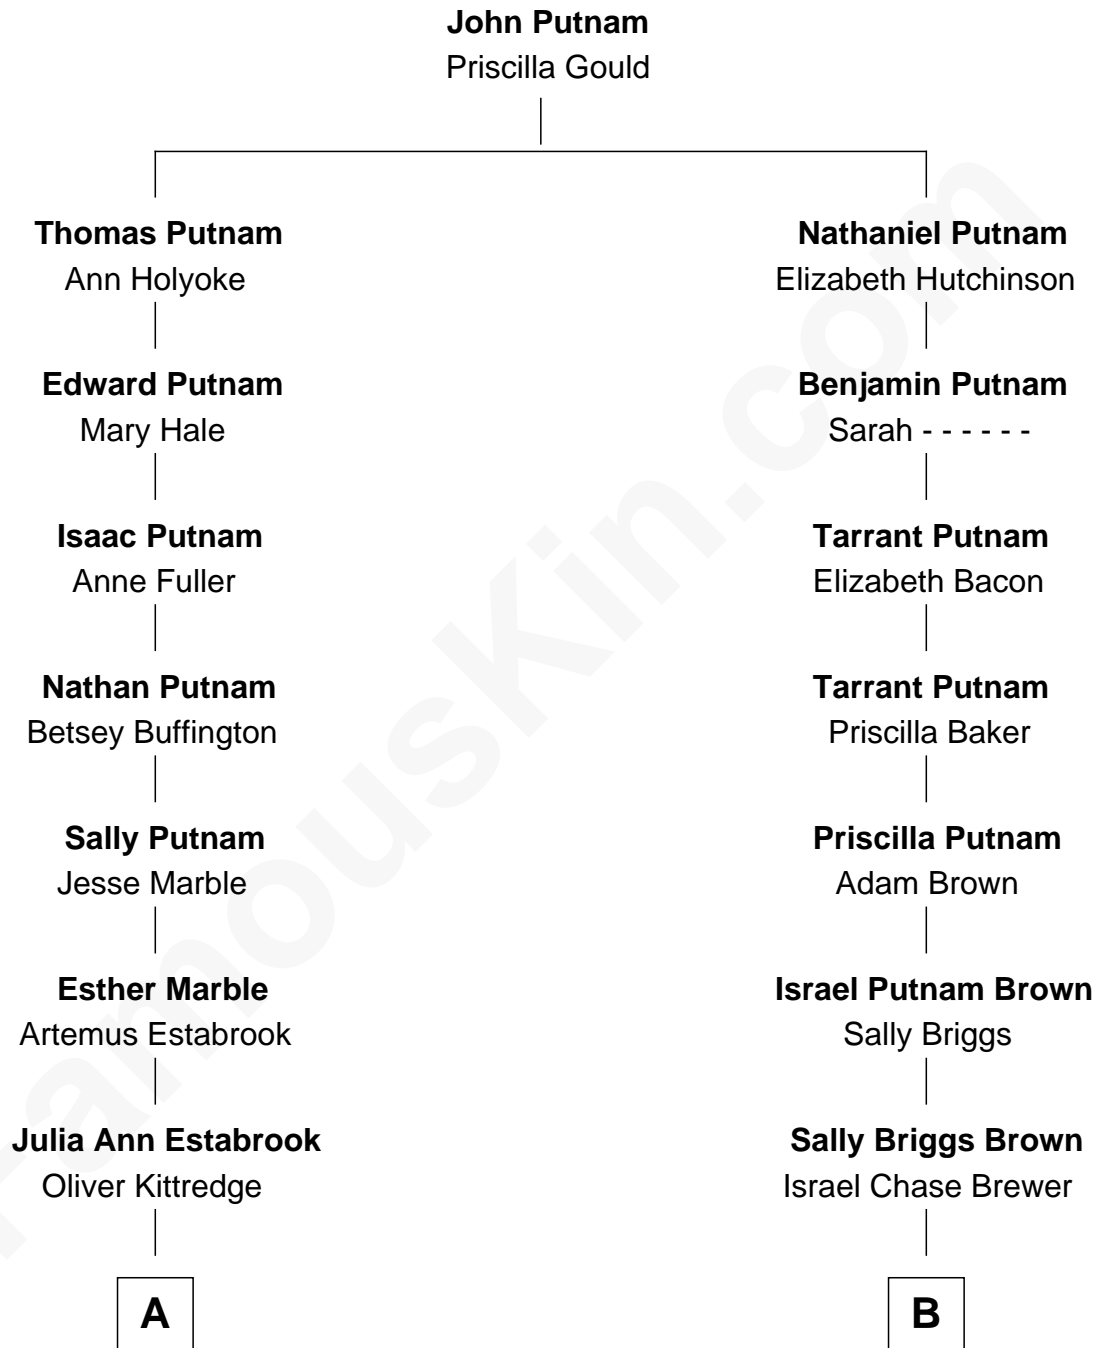 John Putnam
Priscilla Gould
Thomas Putnam
Ann Holyoke
Nathaniel Putnam
Elizabeth Hutchinson
Edward Putnam
Mary Hale
Benjamin Putnam
Sarah - - - - - -
Isaac Putnam
Anne Fuller
Tarrant Putnam
Elizabeth Bacon
Nathan Putnam
Betsey Buffington
Tarrant Putnam
Priscilla Baker
Sally Putnam
Jesse Marble
Priscilla Putnam
Adam Brown
Esther Marble
Artemus Estabrook
Israel Putnam Brown
Sally Briggs
Julia Ann Estabrook
Oliver Kittredge
Sally Briggs Brown
Israel Chase Brewer
A
B
FamousKin.com